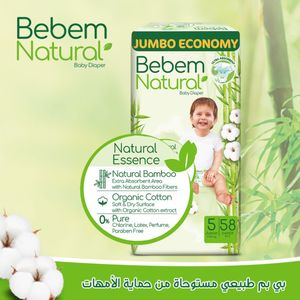 Bebem
Natural
Baby Diaper
JUMBO ECONOMY
Bebem
Natural
Baby Diaper
Natural
Essence
Natural Bamboo
Extra Absorbent Area
with Natural Bamboo Fibers
Organic Cotton
Soft & Dry Surface
with Organic Cotton extract
0% Pure
Chlorine, Latex, Perfume,
Paraben Free
5 58
بي بم طبيعي مستوحاة من حماية الأمهات